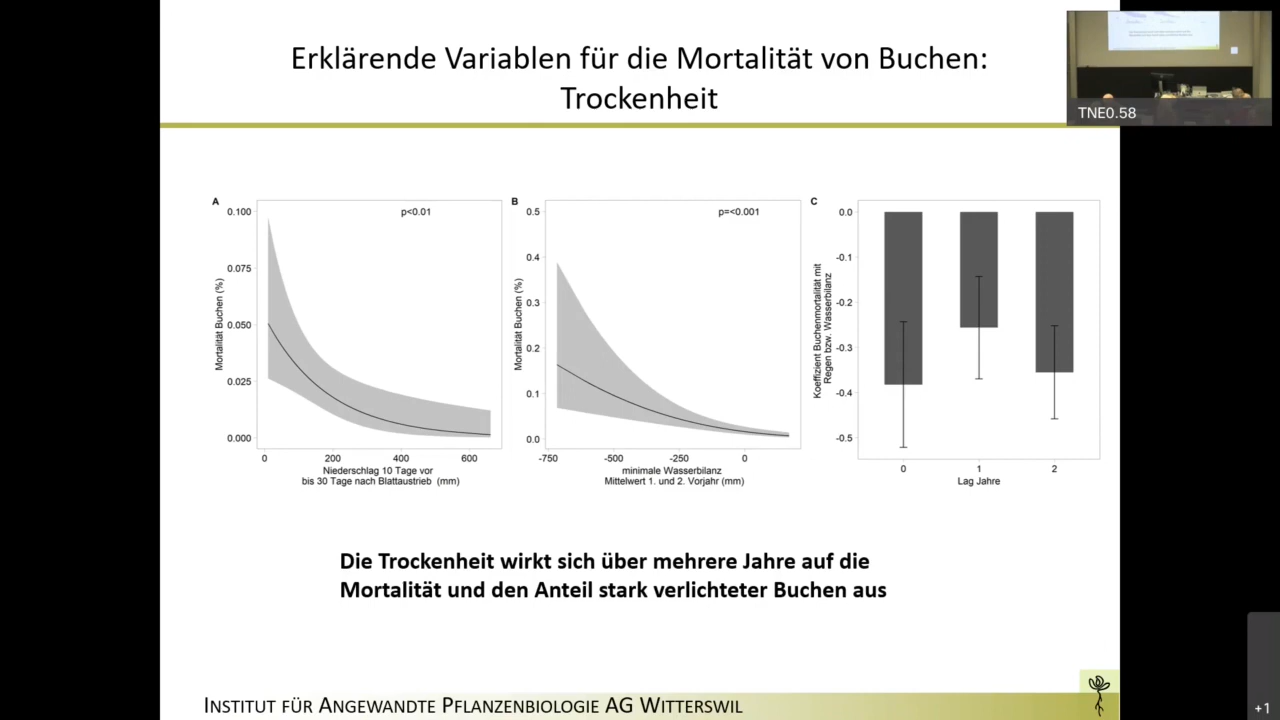 Erklärende Variablen für die Mortalität von Buchen:
Trockenheit
TNE0.58
A
p<0.01
0.100
0.075
0.050
0.025
0.000
Mortalität Buchen (%)
0
200
400
600
Niederschlag 10 Tage vor
bis 30 Tage nach Blattaustrieb (mm)
B
p=<0.001
0.5
0.4
0.3
0.2
0.1
0.0
Mortalität Buchen (%)
-750
-500
-250
0
minimale Wasserbilanz
Mittelwert 1. und 2. Vorjahr (mm)
C
0.0
-0.1
-0.2
-0.3
-0.4
-0.5
Koeffizient Buchenmortalität mit
Regen bzw. Wasserbilanz
0
1
2
Lag Jahre
Die Trockenheit wirkt sich über mehrere Jahre auf die
Mortalität und den Anteil stark verlichteter Buchen aus
INSTITUT FÜR ANGEWANDTE PFLANZENBIOLOGIE AG WITTERSWIL
+1